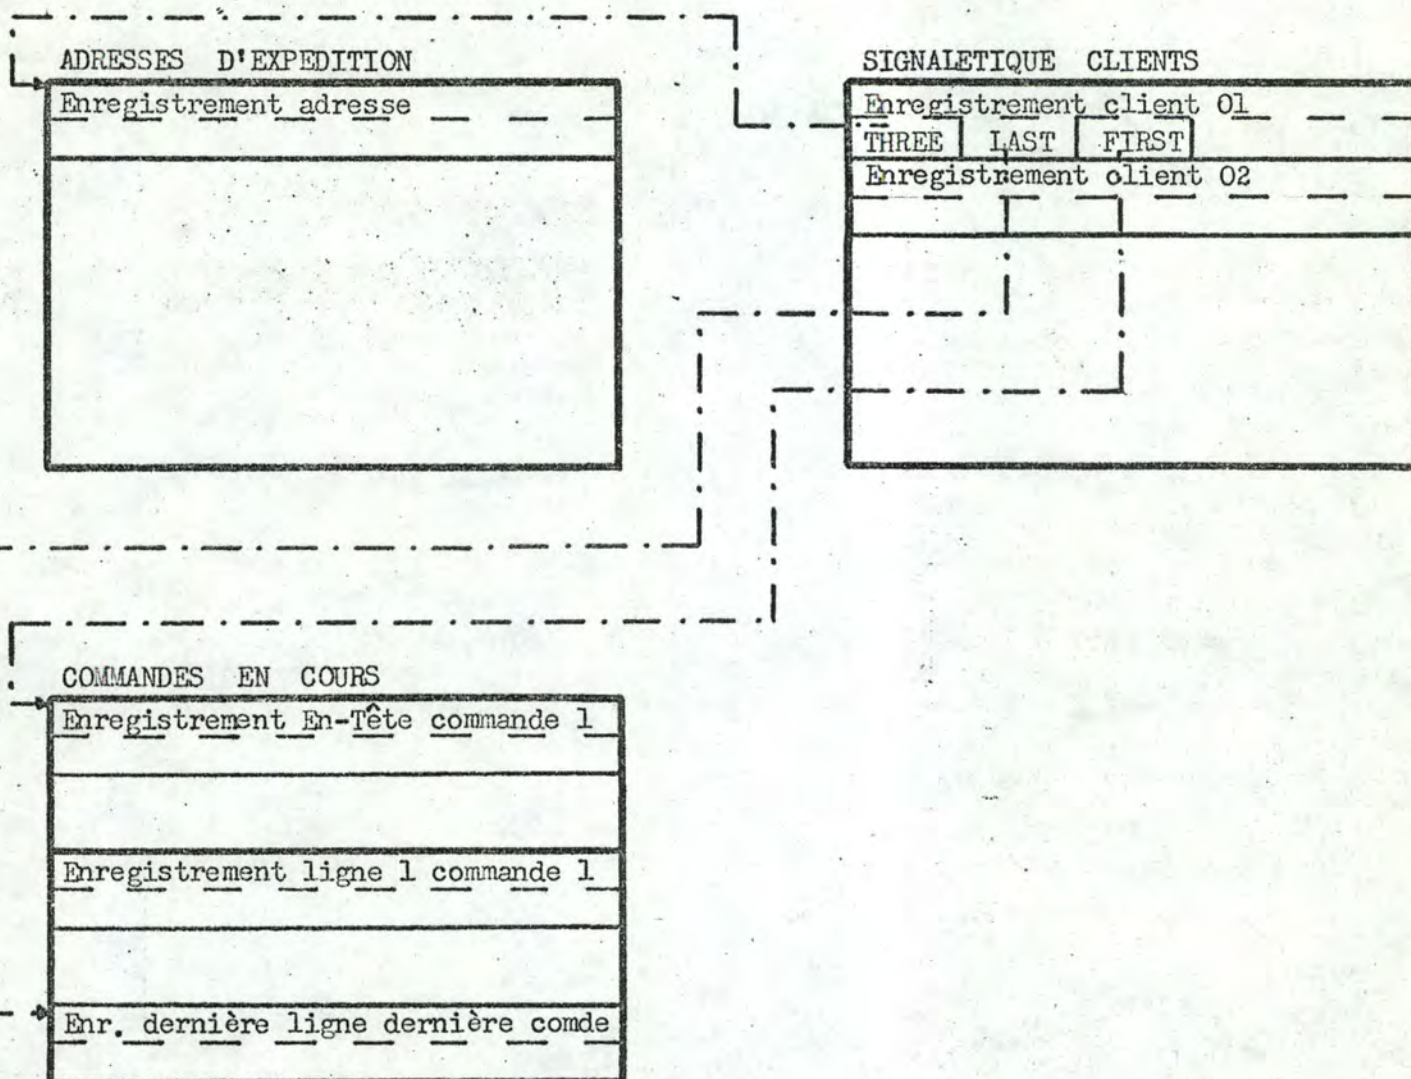 ADRESSES D'EXPEDITION
Enregistrement adresse
SIGNALETIQUE CLIENTS
Enregistrement client 01
THREE LAST FIRST
Enregistrement client 02
COMMANDES EN COURS
Enregistrement En-Tête commande 1
Enregistrement ligne 1 commande 1
Enr. dernière ligne dernière comde